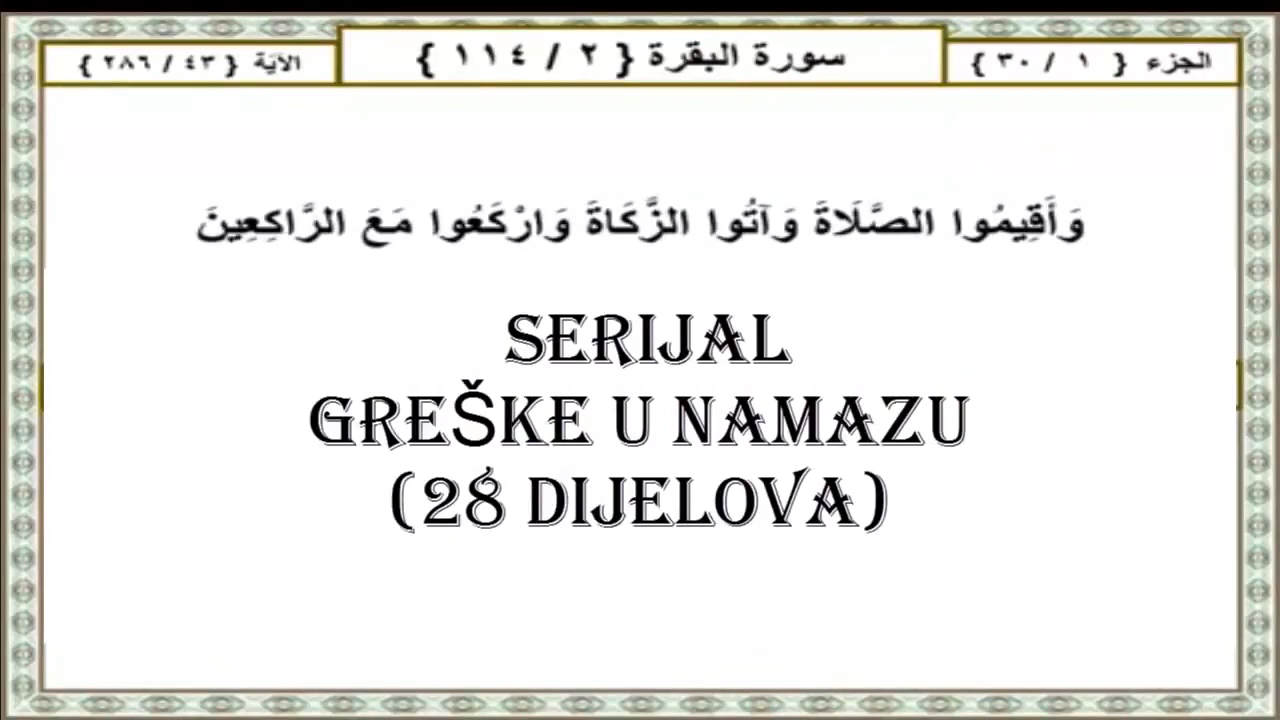 الجزء { ١ / ٣٠ }
سورة البقرة { ٢ / ١١٤ }
الآية { ٤٣ / ٢٨٦ }
وَأَقِيمُوا الصَّلَاةَ وَآتُوا الزَّكَاةَ وَارْكَعُوا مَعَ الرَّاكِعِينَ
SERIJAL
GREŠKE U NAMAZU
(28 DIJELOVA)